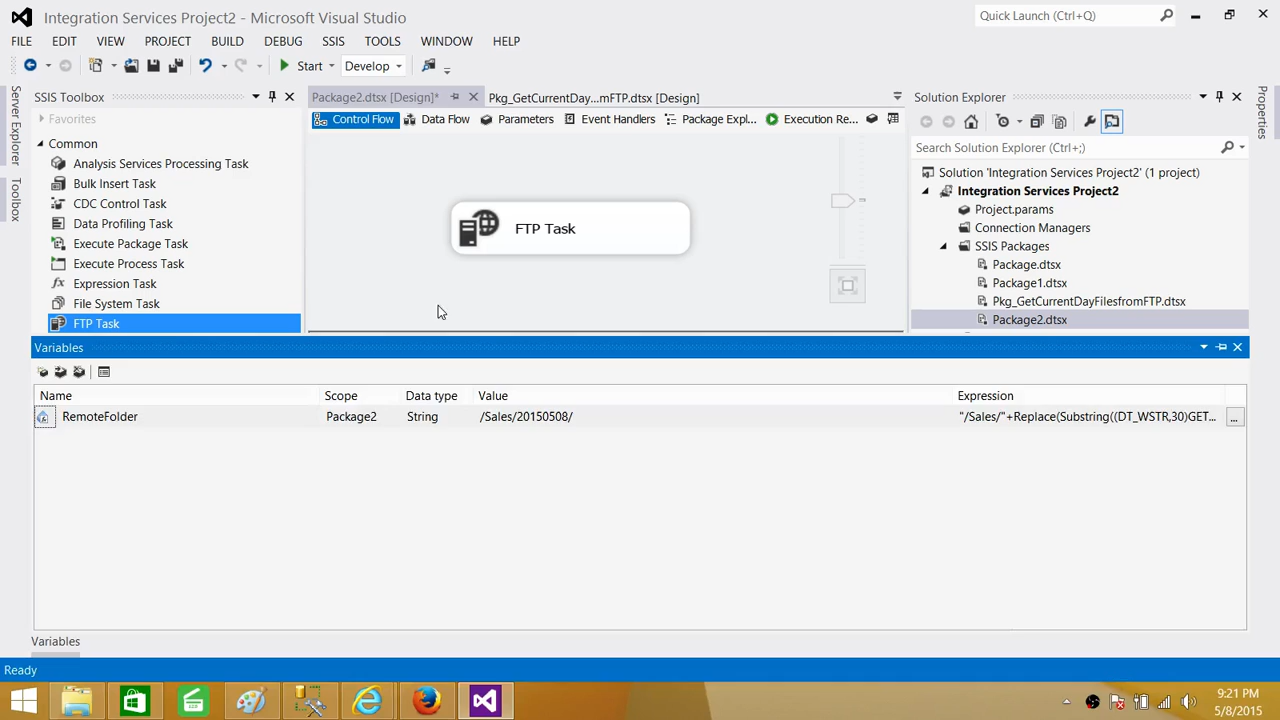 Integration Services Project2 - Microsoft Visual Studio
Quick Launch (Ctrl+;)
FILE EDIT VIEW PROJECT BUILD DEBUG SSIS TOOLS WINDOW HELP
Start Develop
Server Explorer
Toolbox
SSIS Toolbox
Favorites
Common
Analysis Services Processing Task
Bulk Insert Task
CDC Control Task
Data Profiling Task
Execute Package Task
Execute Process Task
Expression Task
File System Task
FTP Task
Package2.dtsx [Design]* Pkg_GetCurrentDay...mFTP.dtsx [Design]
Control Flow Data Flow Parameters Event Handlers Package Expl... Execution Re...
FTP Task
Solution Explorer
Search Solution Explorer (Ctrl+;)
Solution 'Integration Services Project2' (1 project)
Integration Services Project2
Project.params
Connection Managers
SSIS Packages
Package.dtsx
Package1.dtsx
Pkg_GetCurrentDayFilesfromFTP.dtsx
Package2.dtsx
Properties
Variables
Name Scope Data type Value Expression
RemoteFolder Package2 String /Sales/20150508/ "/Sales/"+Replace(Substring((DT_WSTR,30)GET... ...
Variables
Ready
9:21 PM
5/8/2015